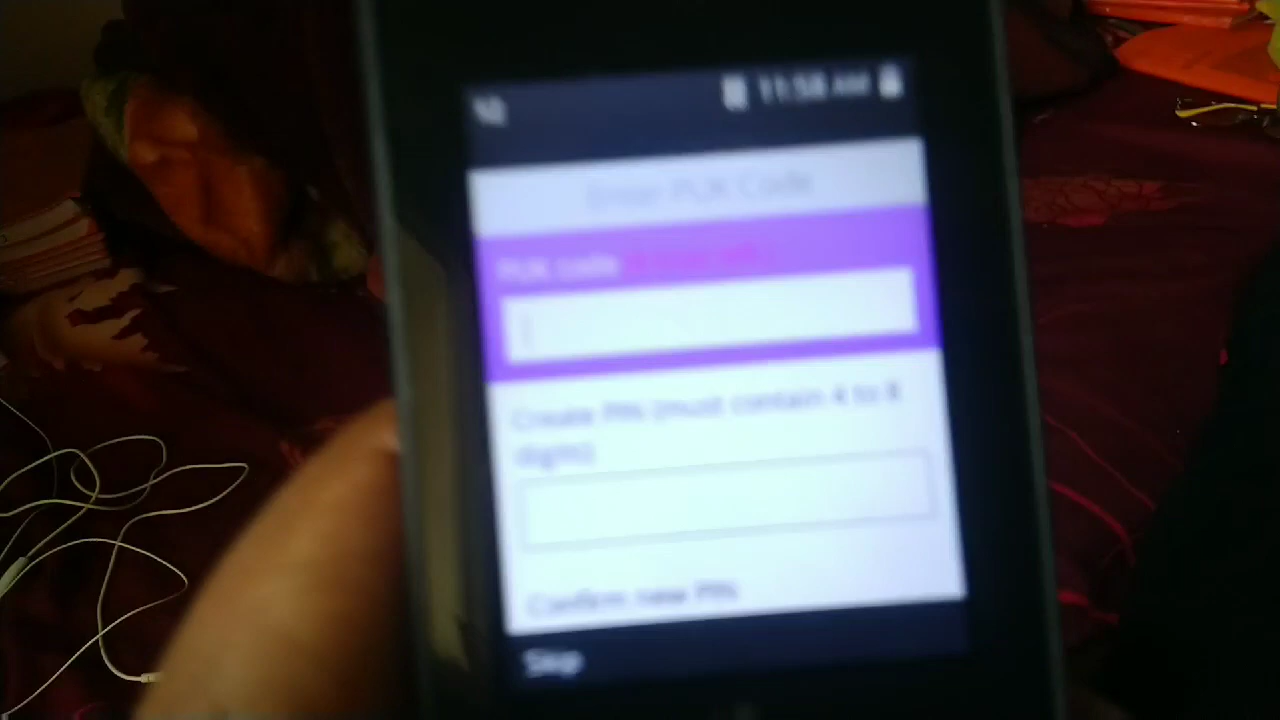 11:58 AM
Enter PUK Code
PUK code
Create PIN (must contain 4 to 8
digits)
Confirm new PIN
Skip